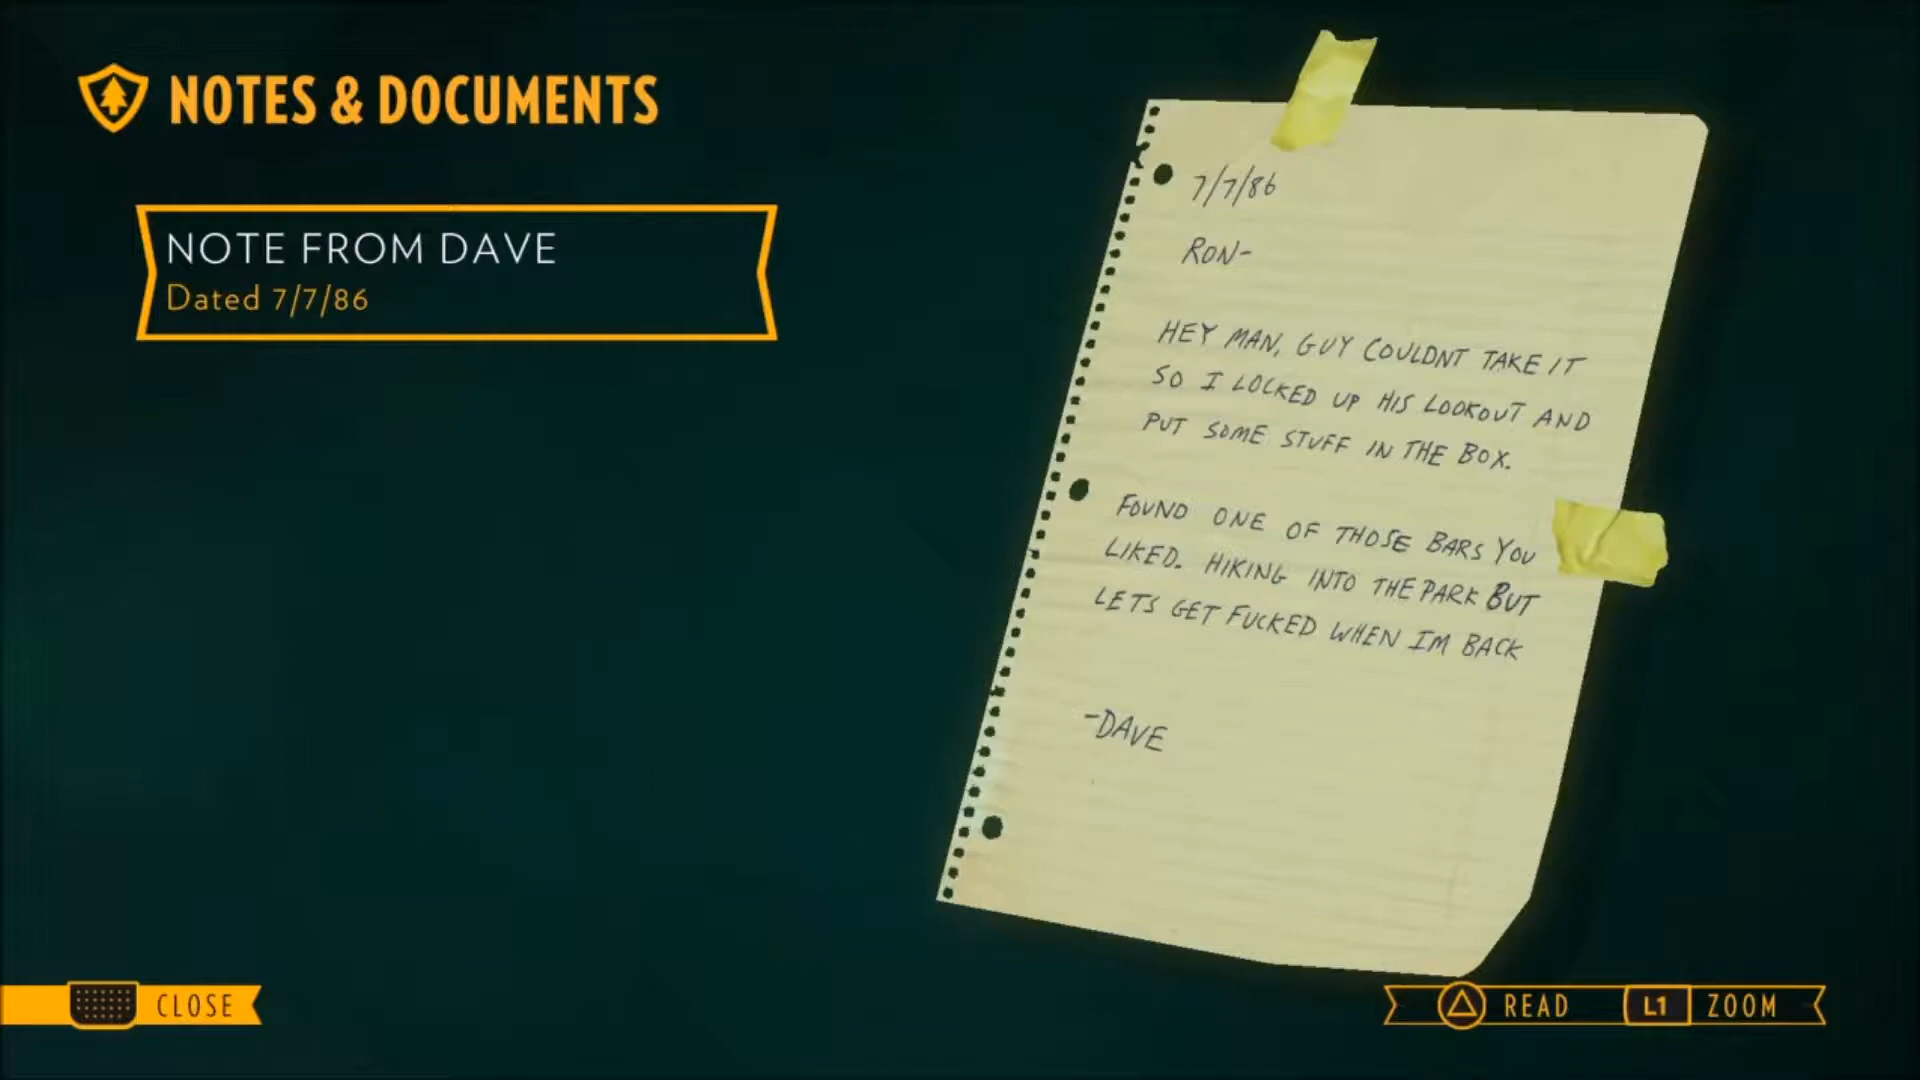 NOTES & DOCUMENTS
NOTE FROM DAVE
Dated 7/7/86
7/7/86
RON-
HEY MAN, GUY COULDNT TAKE IT
SO I LOCKED UP HIS LOOKOUT AND
PUT SOME STUFF IN THE BOX.
FOUND ONE OF THOSE BARS YOU
LIKED. HIKING INTO THE PARK BUT
LETS GET FUCKED WHEN IM BACK
-DAVE
CLOSE
READ
L1 ZOOM